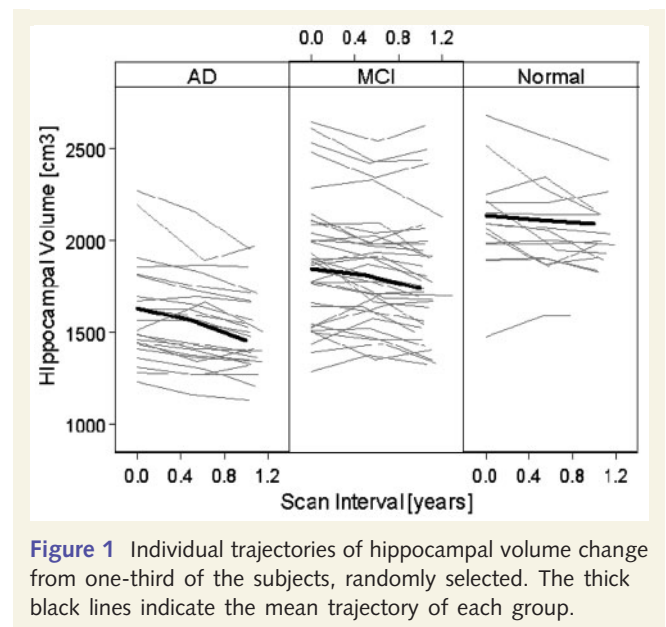 0.0 0.4 0.8 1.2
AD MCI Normal
Hippocampal Volume [cm3]
2500
2000
1500
1000
0.0 0.4 0.8 1.2 0.0 0.4 0.8 1.2
Scan Interval [years]
Figure 1 Individual trajectories of hippocampal volume change
from one-third of the subjects, randomly selected. The thick
black lines indicate the mean trajectory of each group.